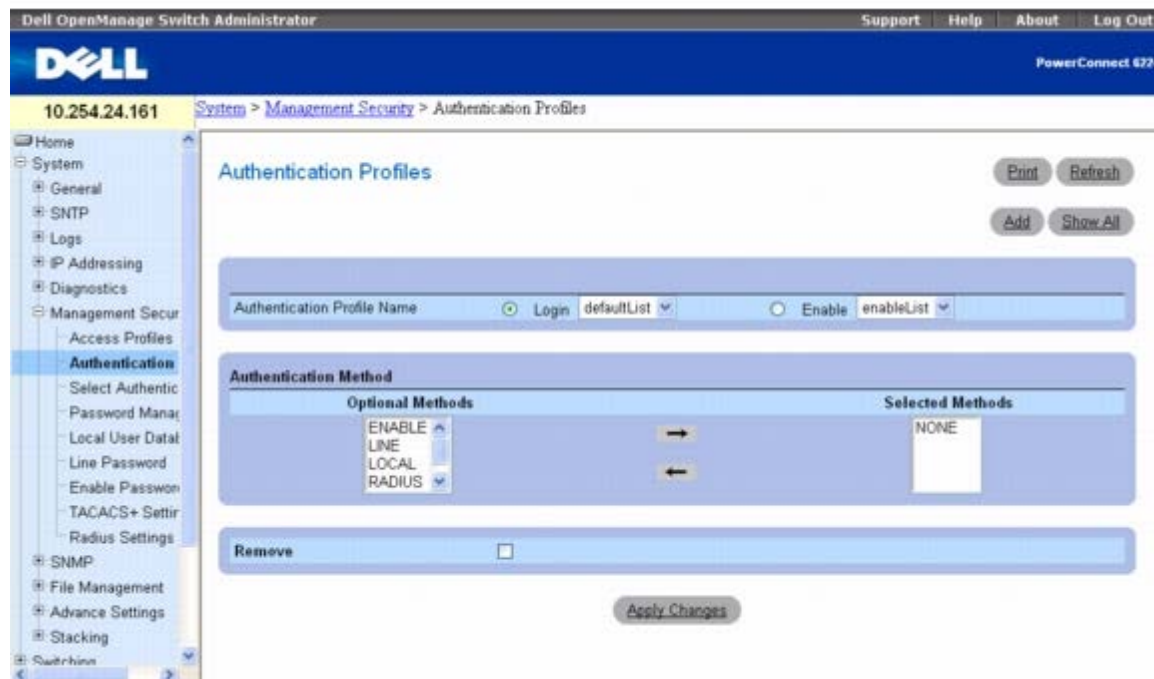 Dell OpenManage Switch Administrator Support Help About Log Out
DELL
PowerConnect 622
10.254.24.161
System > Management Security > Authentication Profiles
Home
System
General
SNTP
Logs
IP Addressing
Diagnostics
Management Secur
Access Profiles
Authentication
Select Authentic
Password Manag
Local User Datab
Line Password
Enable Passwor
TACACS+ Settin
Radius Settings
SNMP
File Management
Advance Settings
Stacking
Switching
Authentication Profiles
Print Refresh
Add Show All
Authentication Profile Name Login defaultList Enable enableList
Authentication Method
Optional Methods Selected Methods
ENABLE
LINE
LOCAL
RADIUS
NONE
Remove
Apply Changes